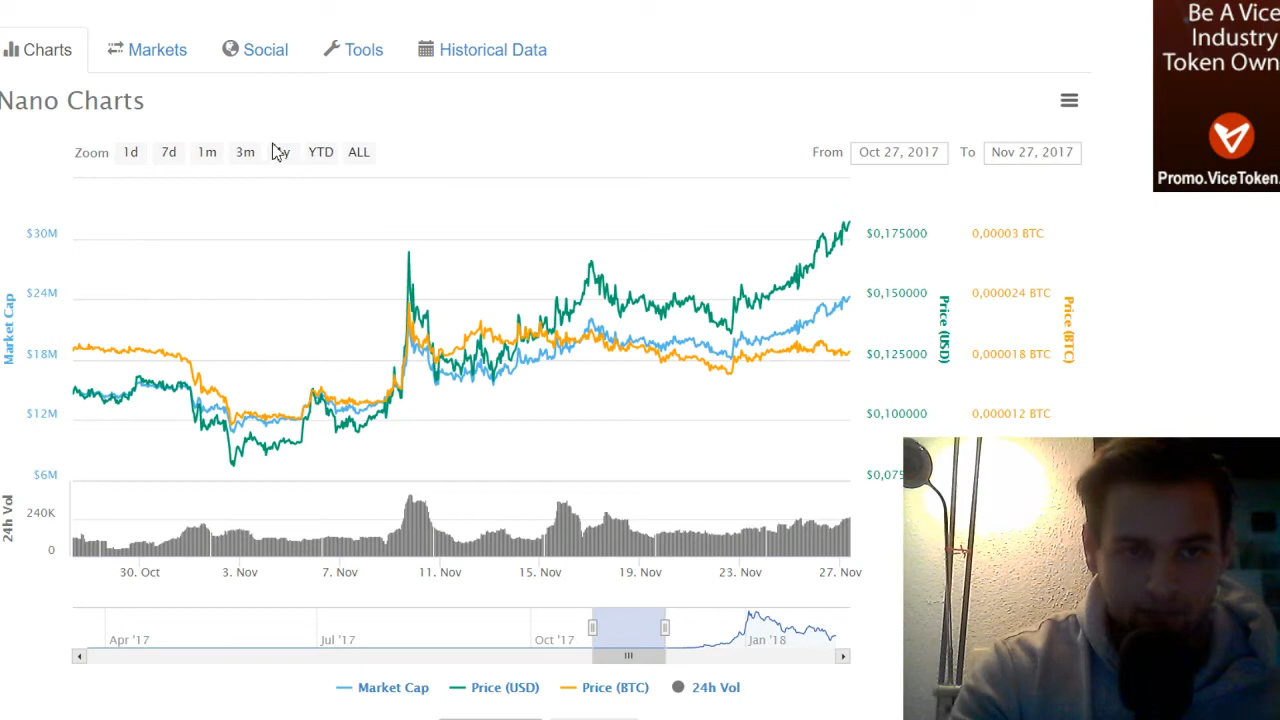 Be A Vice
Industry
Token Own
Charts
Markets
Social
Tools
Historical Data
Nano Charts
Zoom 1d 7d 1m 3m y YTD ALL
From Oct 27, 2017 To Nov 27, 2017
Promo.ViceToken.
$30M
$24M
$18M
$12M
$6M
Market Cap
$0,175000
$0,150000
$0,125000
$0,100000
$0,075
Price (USD)
0,00003 BTC
0,000024 BTC
0,000018 BTC
0,000012 BTC
Price (BTC)
240K
0
24h Vol
30. Oct 3. Nov 7. Nov 11. Nov 15. Nov 19. Nov 23. Nov 27. Nov
Apr '17 Jul '17 Oct '17 Jan '18
Market Cap Price (USD) Price (BTC) 24h Vol